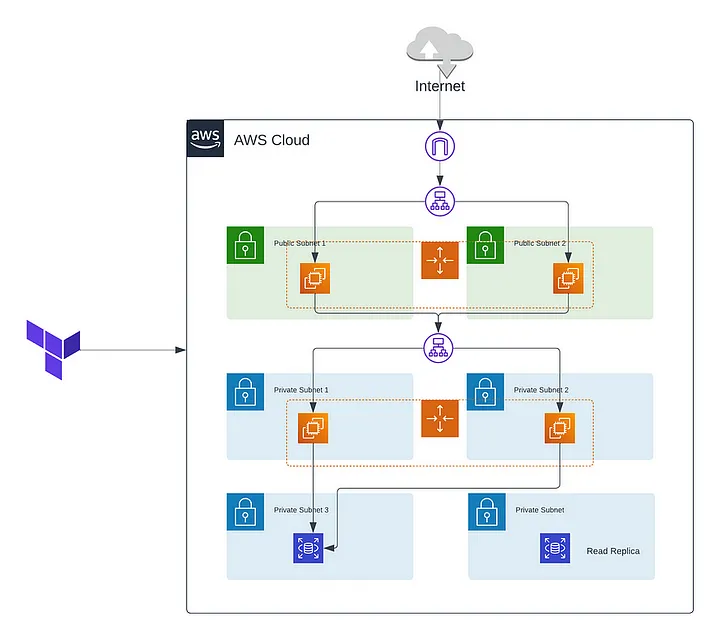 Internet
aws
AWS Cloud
Public Subnet 1
Public Subnet 2
Private Subnet 1
Private Subnet 2
Private Subnet 3
Private Subnet
Read Replica